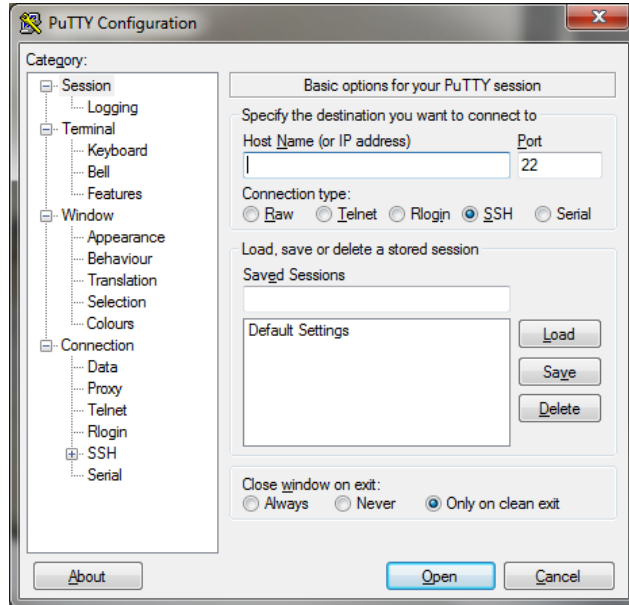 PuTTY Configuration
Category:
Session
Logging
Terminal
Keyboard
Bell
Features
Window
Appearance
Behaviour
Translation
Selection
Colours
Connection
Data
Proxy
Telnet
Rlogin
SSH
Serial
Basic options for your PuTTY session
Specify the destination you want to connect to
Host Name (or IP address) Port
22
Connection type:
Raw Telnet Rlogin SSH Serial
Load, save or delete a stored session
Saved Sessions
Default Settings
Load
Save
Delete
Close window on exit:
Always Never Only on clean exit
About Open Cancel